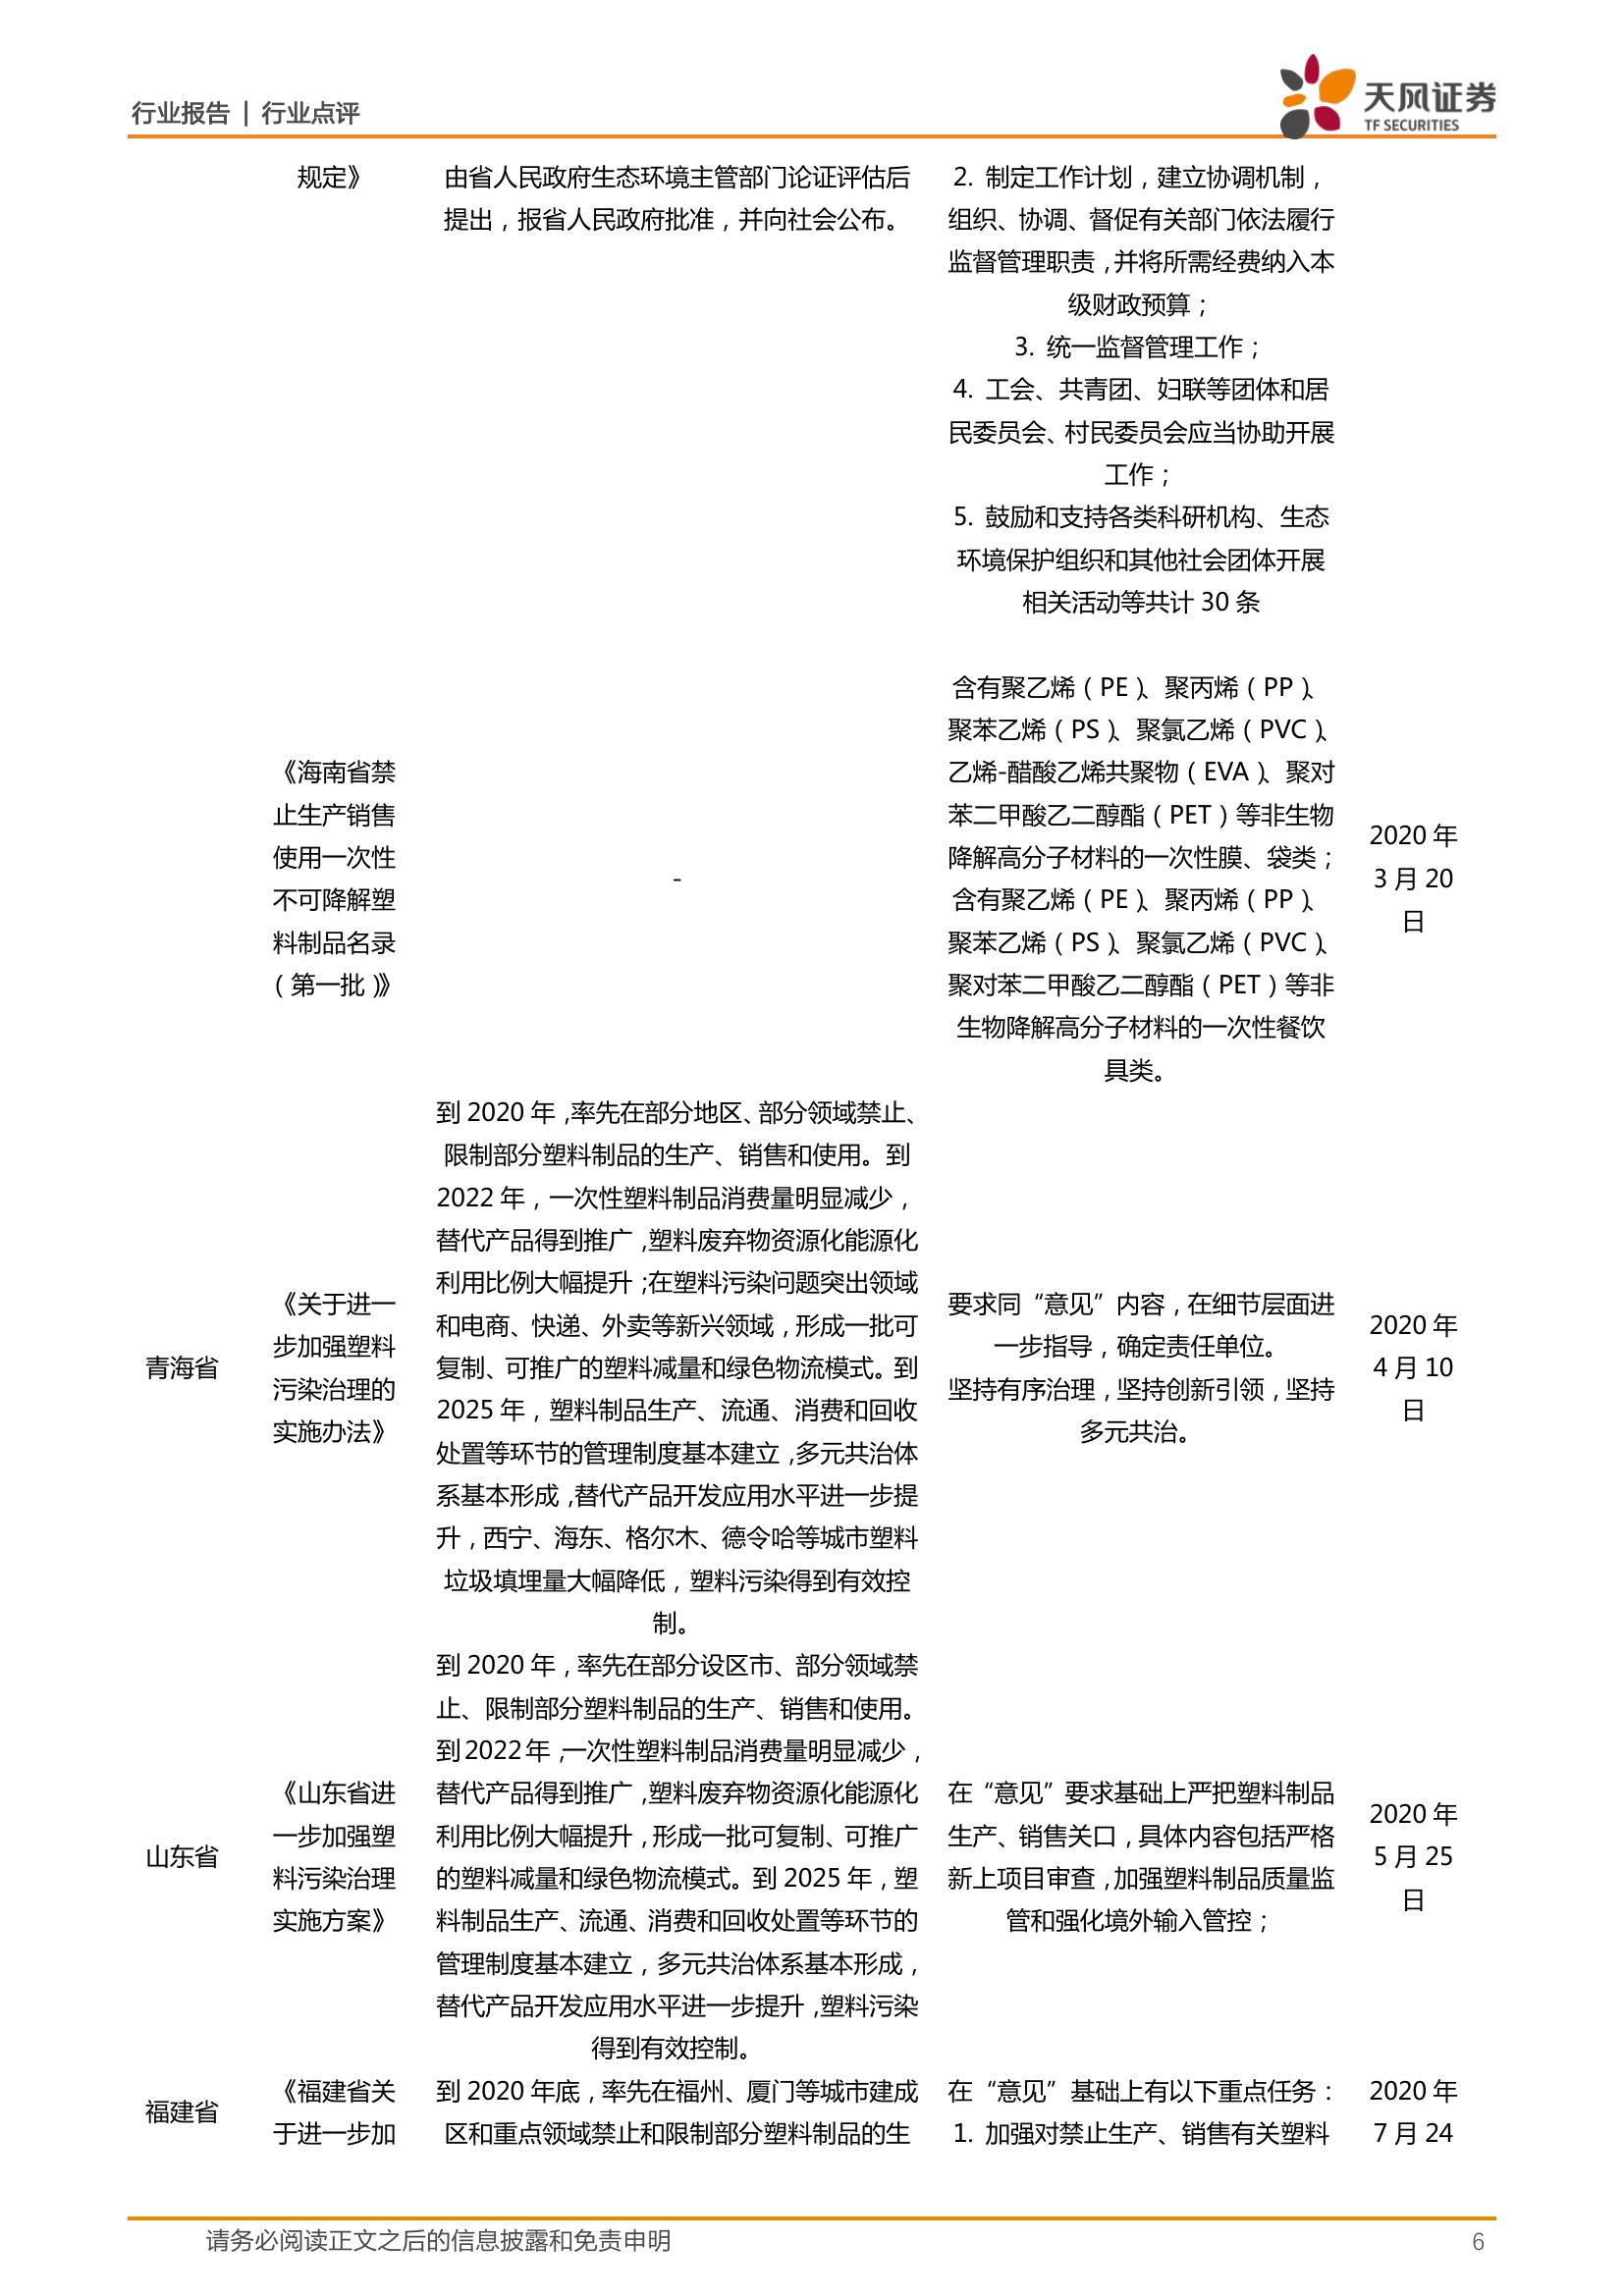 行业报告 | 行业点评
天风证券
TF SECURITIES
规定》
由省人民政府生态环境主管部门论证评估后
提出，报省人民政府批准，并向社会公布。
2. 制定工作计划，建立协调机制，
组织、协调、督促有关部门依法履行
监督管理职责，并将所需经费纳入本
级财政预算；
3. 统一监督管理工作；
4. 工会、共青团、妇联等团体和居
民委员会、村民委员会应当协助开展
工作；
5. 鼓励和支持各类科研机构、生态
环境保护组织和其他社会团体开展
相关活动等共计 30 条
《海南省禁
止生产销售
使用一次性
不可降解塑
料制品名录
（第一批）》
-
含有聚乙烯（PE）、聚丙烯（PP）、
聚苯乙烯（PS）、聚氯乙烯（PVC）、
乙烯-醋酸乙烯共聚物（EVA）、聚对
苯二甲酸乙二醇酯（PET）等非生物
降解高分子材料的一次性膜、袋类；
含有聚乙烯（PE）、聚丙烯（PP）、
聚苯乙烯（PS）、聚氯乙烯（PVC）、
聚对苯二甲酸乙二醇酯（PET）等非
生物降解高分子材料的一次性餐饮
具类。
2020 年
3 月 20
日
青海省
《关于进一
步加强塑料
污染治理的
实施办法》
到 2020 年，率先在部分地区、部分领域禁止、
限制部分塑料制品的生产、销售和使用。到
2022 年，一次性塑料制品消费量明显减少，
替代产品得到推广，塑料废弃物资源化能源化
利用比例大幅提升；在塑料污染问题突出领域
和电商、快递、外卖等新兴领域，形成一批可
复制、可推广的塑料减量和绿色物流模式。到
2025 年，塑料制品生产、流通、消费和回收
处置等环节的管理制度基本建立，多元共治体
系基本形成，替代产品开发应用水平进一步提
升，西宁、海东、格尔木、德令哈等城市塑料
垃圾填埋量大幅降低，塑料污染得到有效控
制。
要求同“意见”内容，在细节层面进
一步指导，确定责任单位。
坚持有序治理，坚持创新引领，坚持
多元共治。
2020 年
4 月 10
日
山东省
《山东省进
一步加强塑
料污染治理
实施方案》
到 2020 年，率先在部分设区市、部分领域禁
止、限制部分塑料制品的生产、销售和使用。
到 2022 年，一次性塑料制品消费量明显减少，
替代产品得到推广，塑料废弃物资源化能源化
利用比例大幅提升，形成一批可复制、可推广
的塑料减量和绿色物流模式。到 2025 年，塑
料制品生产、流通、消费和回收处置等环节的
管理制度基本建立，多元共治体系基本形成，
替代产品开发应用水平进一步提升，塑料污染
得到有效控制。
在“意见”要求基础上严把塑料制品
生产、销售关口，具体内容包括严格
新上项目审查，加强塑料制品质量监
管和强化境外输入管控；
2020 年
5 月 25
日
福建省
《福建省关
于进一步加
到 2020 年底，率先在福州、厦门等城市建成
区和重点领域禁止和限制部分塑料制品的生
在“意见”基础上有以下重点任务：
1. 加强对禁止生产、销售有关塑料
2020 年
7 月 24
请务必阅读正文之后的信息披露和免责申明
6